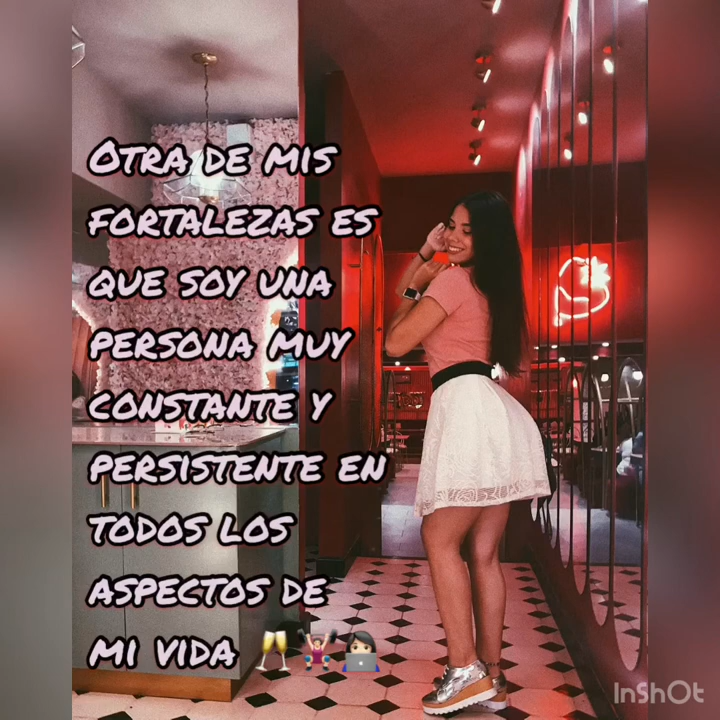 Otra de mis
fortalezas es
que soy una
persona muy
constante y
persistente en
todos los
aspectos de
mi vida 🥂🏋🏻‍♀️👩🏻‍💻
InShOt